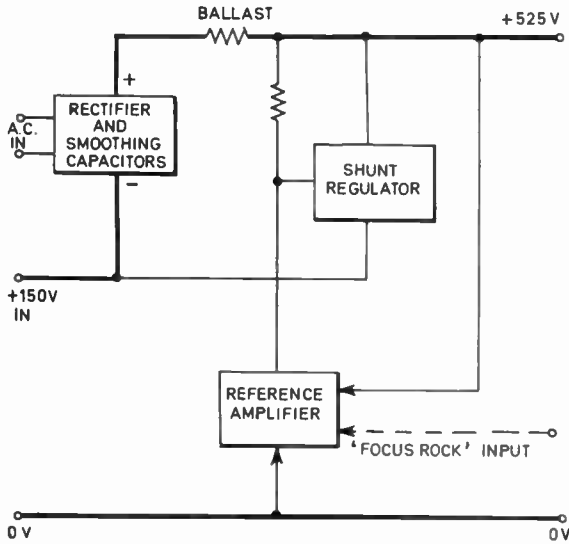 BALLAST
+525V
+
A.C.
IN
RECTIFIER
AND
SMOOTHING
CAPACITORS
SHUNT
REGULATOR
-
+150V
IN
REFERENCE
AMPLIFIER
'FOCUS ROCK' INPUT
0V
0V